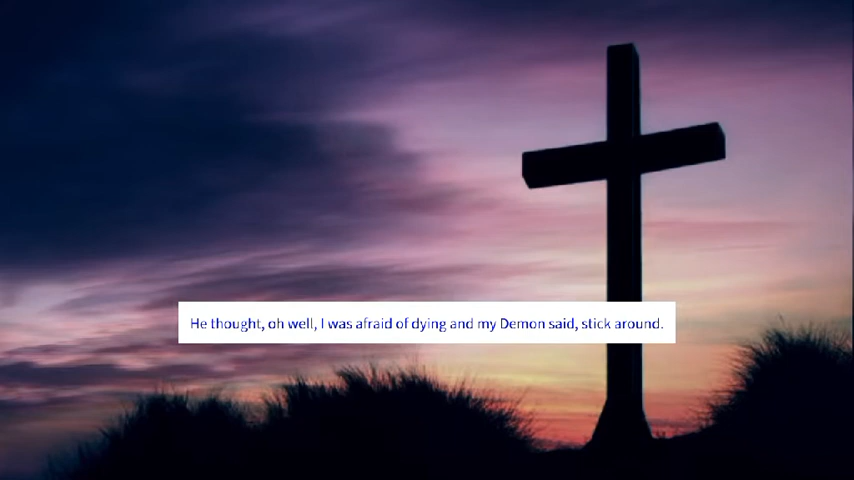 He thought, oh well, I was afraid of dying and my Demon said, stick around.